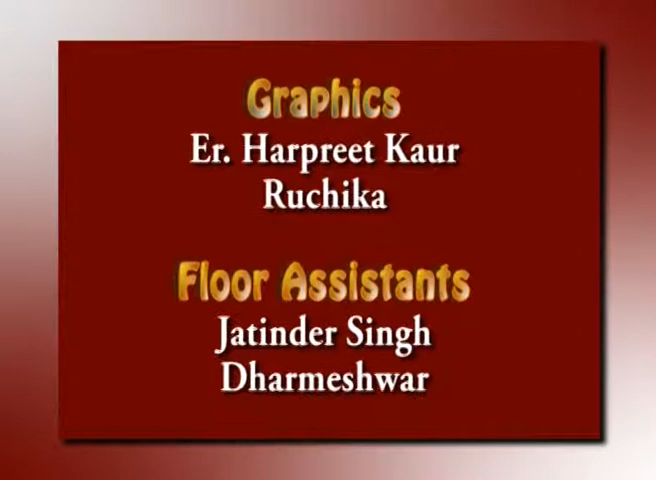 Graphics
Er. Harpreet Kaur
Ruchika
Floor Assistants
Jatinder Singh
Dharmeshwar